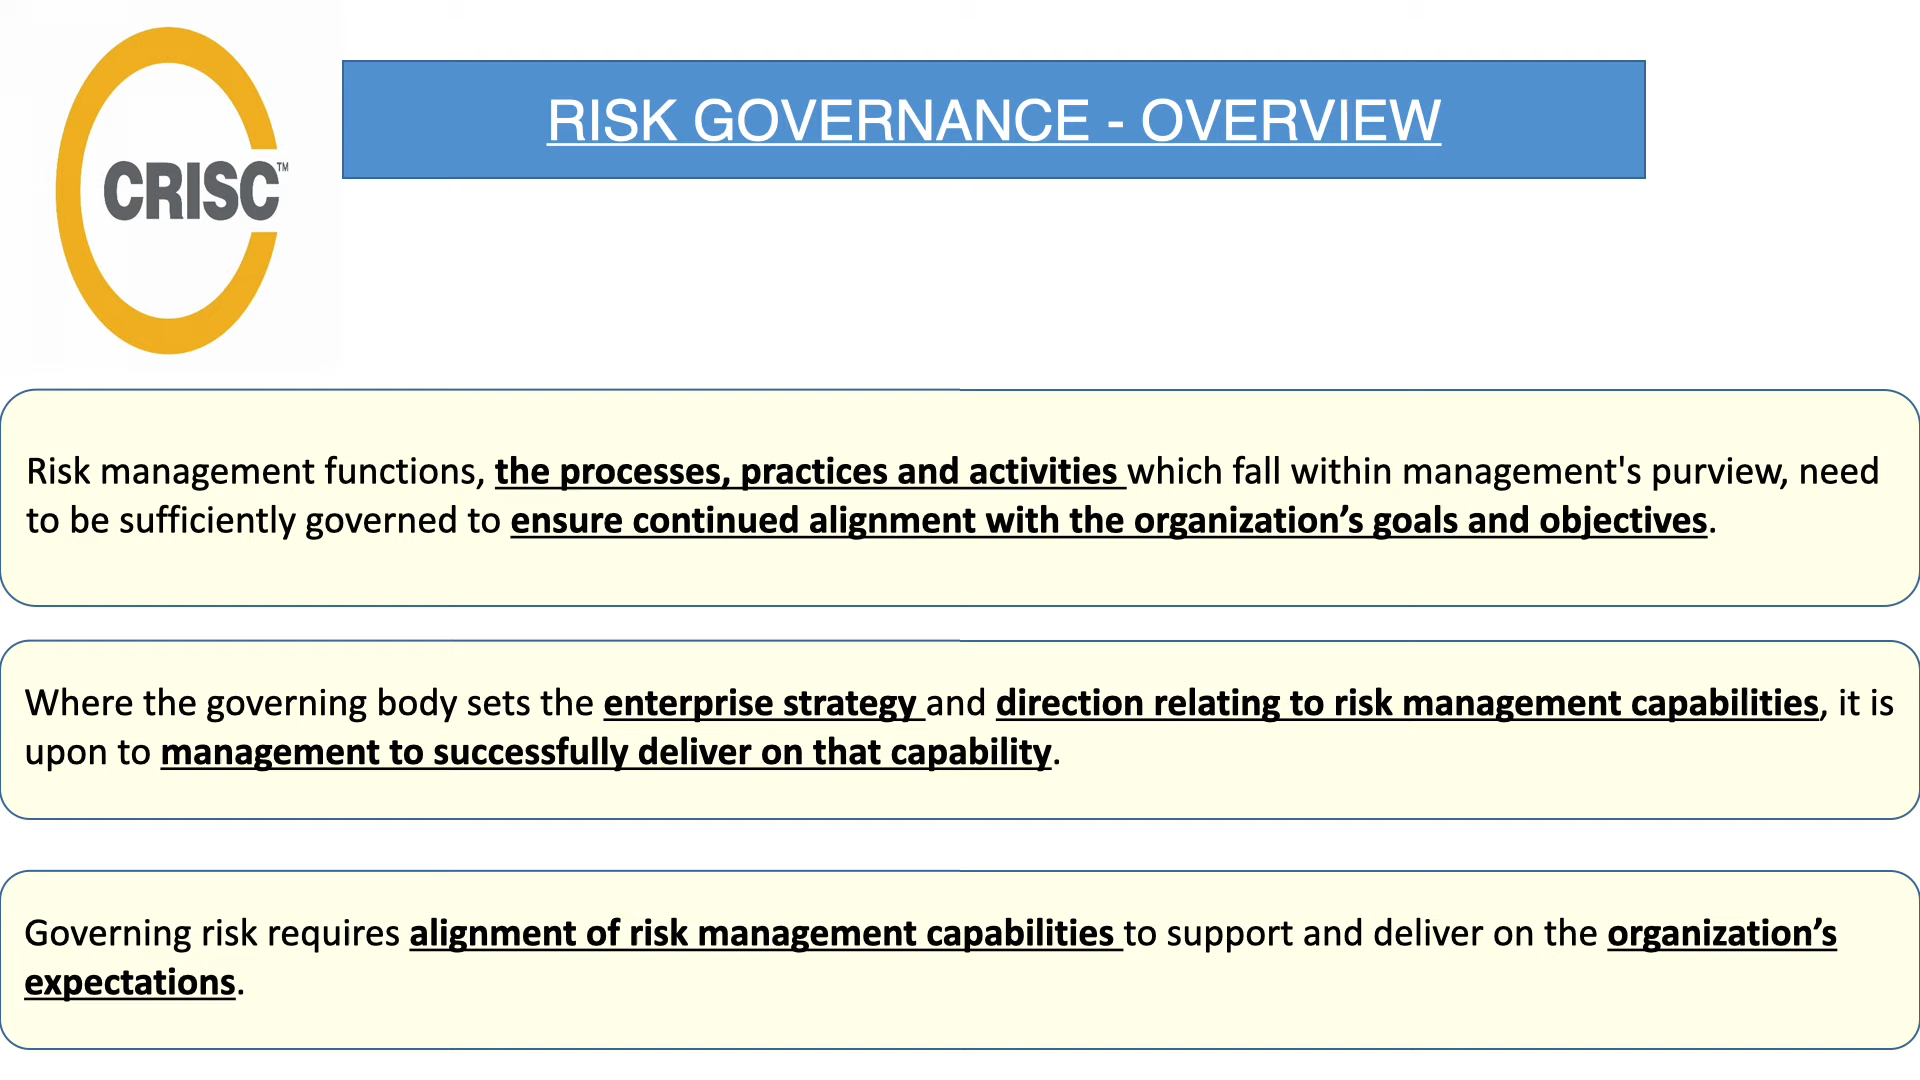 CRISC™
RISK GOVERNANCE - OVERVIEW
Risk management functions, the processes, practices and activities which fall within management's purview, need
to be sufficiently governed to ensure continued alignment with the organization’s goals and objectives.
Where the governing body sets the enterprise strategy and direction relating to risk management capabilities, it is
upon to management to successfully deliver on that capability.
Governing risk requires alignment of risk management capabilities to support and deliver on the organization’s
expectations.